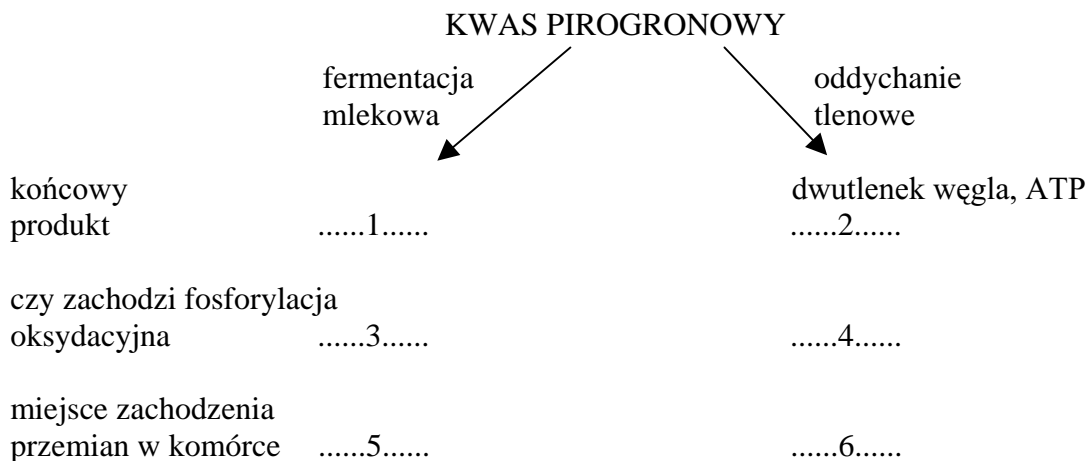 KWAS PIROGRONOWY
fermentacja oddychanie
mlekowa tlenowe
końcowy dwutlenek węgla, ATP
produkt ......1...... ......2......
czy zachodzi fosforylacja
oksydacyjna ......3...... ......4......
miejsce zachodzenia
przemian w komórce ......5...... ......6......